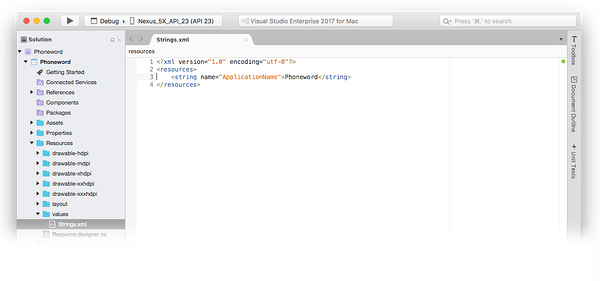 Debug
Nexus_5X_API_23 (API 23)
Visual Studio Enterprise 2017 for Mac
Press '⌘.' to search
Solution
Strings.xml
Phoneword
resources
Phoneword
Getting Started
Connected Services
References
Components
Packages
Assets
Properties
Resources
drawable-hdpi
drawable-mdpi
drawable-xhdpi
drawable-xxhdpi
drawable-xxxhdpi
layout
values
Strings.xml
Resource.designer.cs
1 <?xml version="1.0" encoding="utf-8"?>
2 <resources>
3 <string name="ApplicationName">Phoneword</string>
4 </resources>
Toolbox
Document Outline
Unit Tests